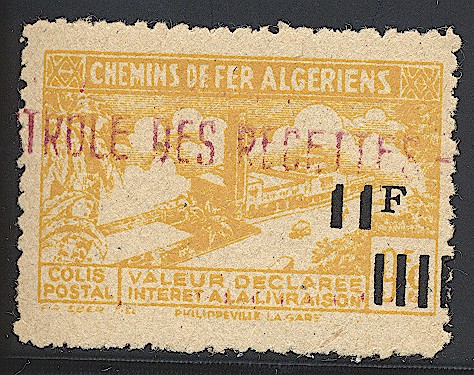 CHEMINS DE FER ALGERIENS
TROLE DES RECETTES -
11F
COLIS POSTAL
VALEUR DECLAREE
INTERET A LA LIVRAISON
PHILIPPEVILLE LA GARE